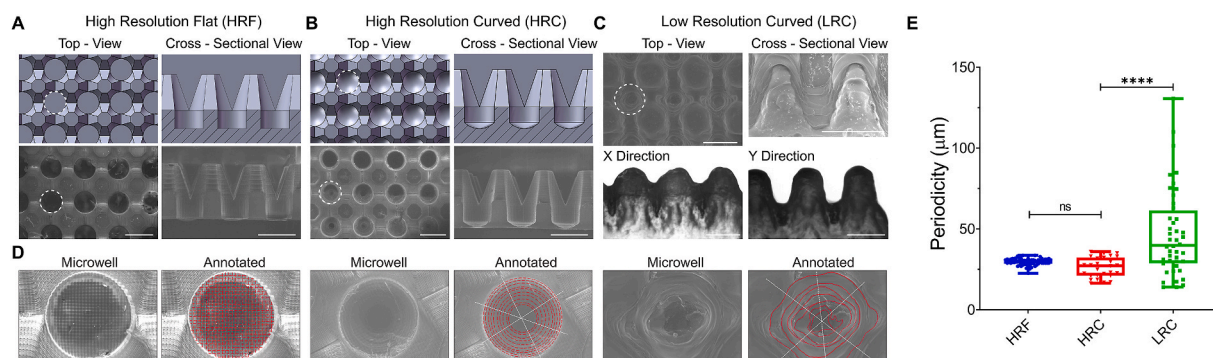 A
High Resolution Flat (HRF)
Top - View
Cross - Sectional View
B
High Resolution Curved (HRC)
Top - View
Cross - Sectional View
C
Low Resolution Curved (LRC)
Top - View
Cross - Sectional View
X Direction
Y Direction
D
Microwell
Annotated
Microwell
Annotated
Microwell
Annotated
E
Periodicity (μm)
150
100
50
0
ns
****
HRF
HRC
LRC